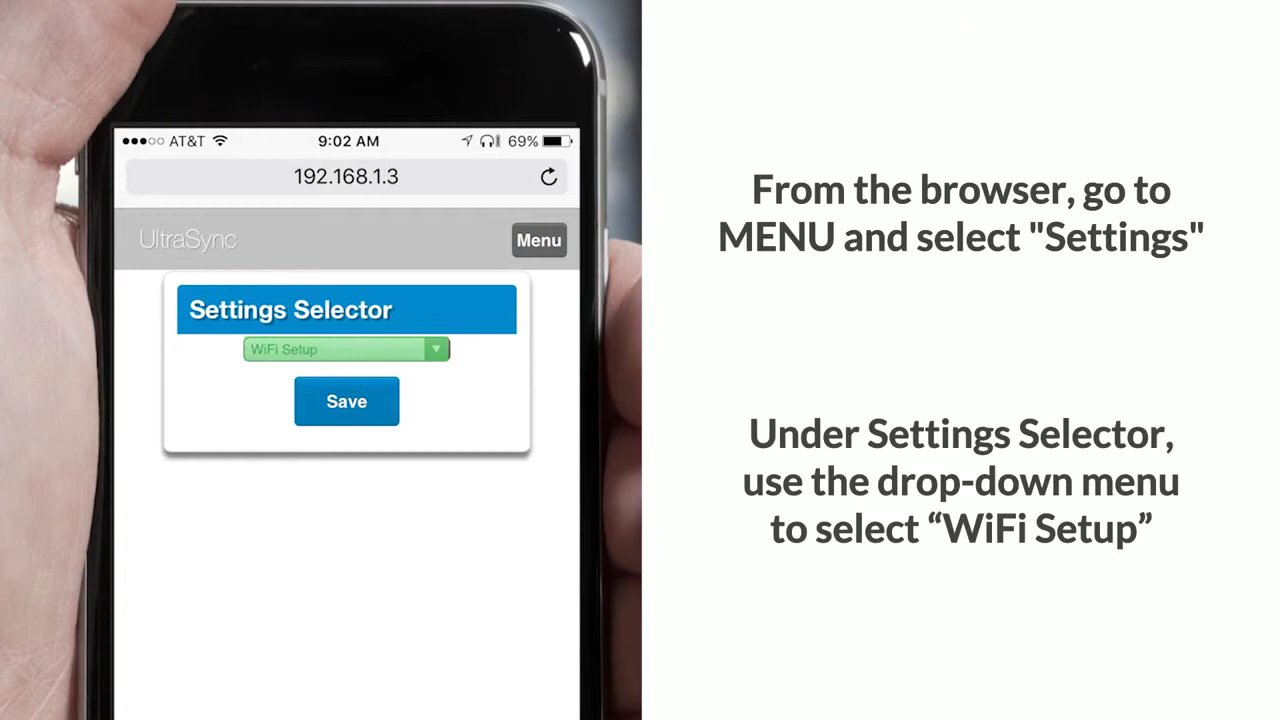 AT&T
9:02 AM
69%
192.168.1.3
UltraSync
Menu
Settings Selector
WiFi Setup
Save
From the browser, go to
MENU and select "Settings"
Under Settings Selector,
use the drop-down menu
to select “WiFi Setup”